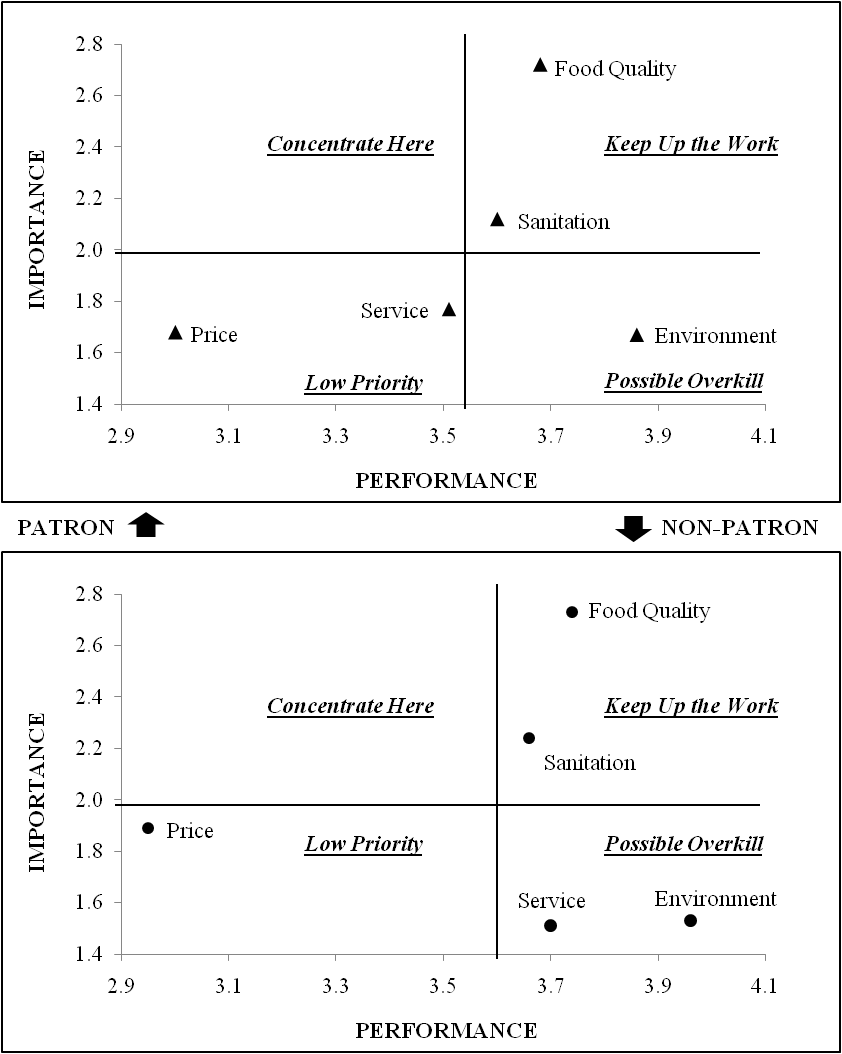 2.8
Food Quality
2.6
2.4
Concentrate Here
Keep Up the Work
2.2
Sanitation
IMPORTANCE
2.0
1.8
Service
Price
Environment
1.6
Low Priority
Possible Overkill
1.4
2.9 3.1 3.3 3.5 3.7 3.9 4.1
PERFORMANCE
PATRON
NON-PATRON
2.8
Food Quality
2.6
2.4
Concentrate Here
Keep Up the Work
2.2
Sanitation
IMPORTANCE
2.0
Price
1.8
Low Priority
Possible Overkill
1.6
Service
Environment
1.4
2.9 3.1 3.3 3.5 3.7 3.9 4.1
PERFORMANCE